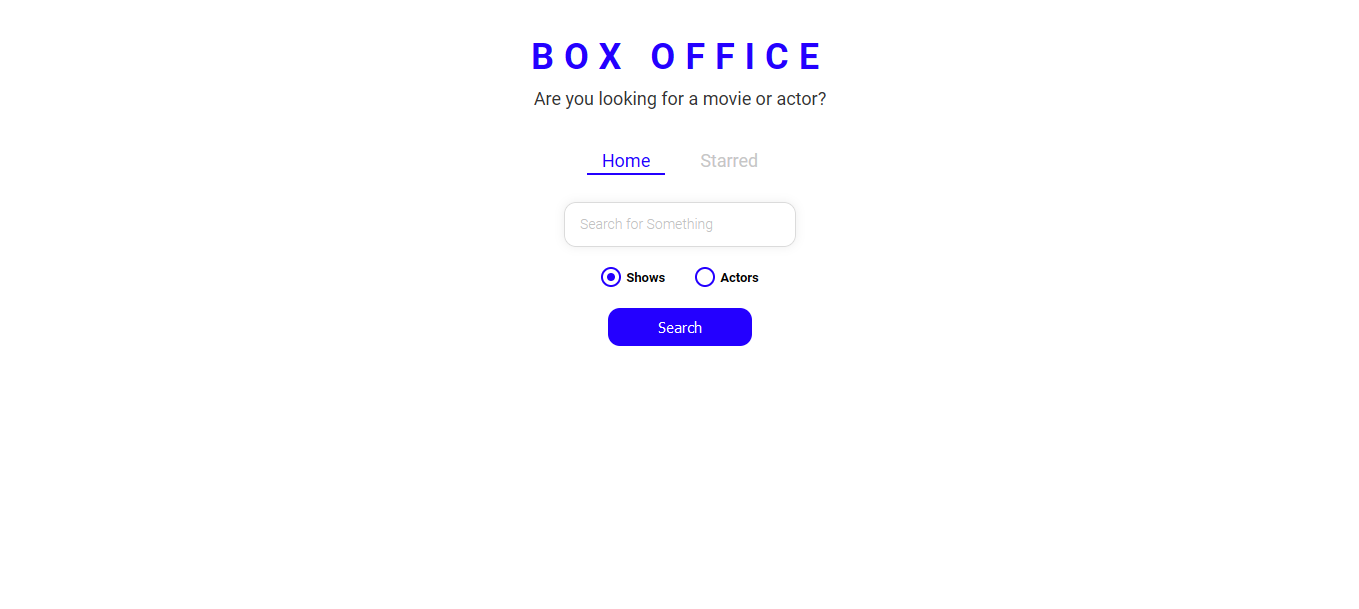 BOX OFFICE
Are you looking for a movie or actor?
Home Starred
Search for Something
Shows Actors
Search